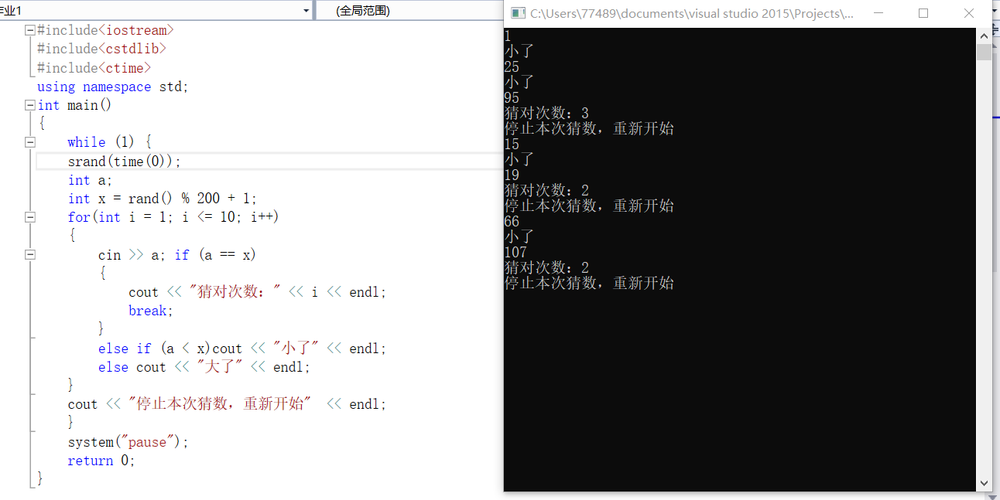 作业1
(全局范围)
#include<iostream>
#include<cstdlib>
#include<ctime>
using namespace std;
int main()
{
while (1) {
srand(time(0));
int a;
int x = rand() % 200 + 1;
for(int i = 1; i <= 10; i++)
{
cin >> a; if (a == x)
{
cout << "猜对次数：" << i << endl;
break;
}
else if (a < x)cout << "小了" << endl;
else cout << "大了" << endl;
}
cout << "停止本次猜数，重新开始"  << endl;
}
system("pause");
return 0;
}
C:\Users\77489\documents\visual studio 2015\Projects\...
1
小了
25
小了
95
猜对次数：3
停止本次猜数，重新开始
15
小了
19
猜对次数：2
停止本次猜数，重新开始
66
小了
107
猜对次数：2
停止本次猜数，重新开始